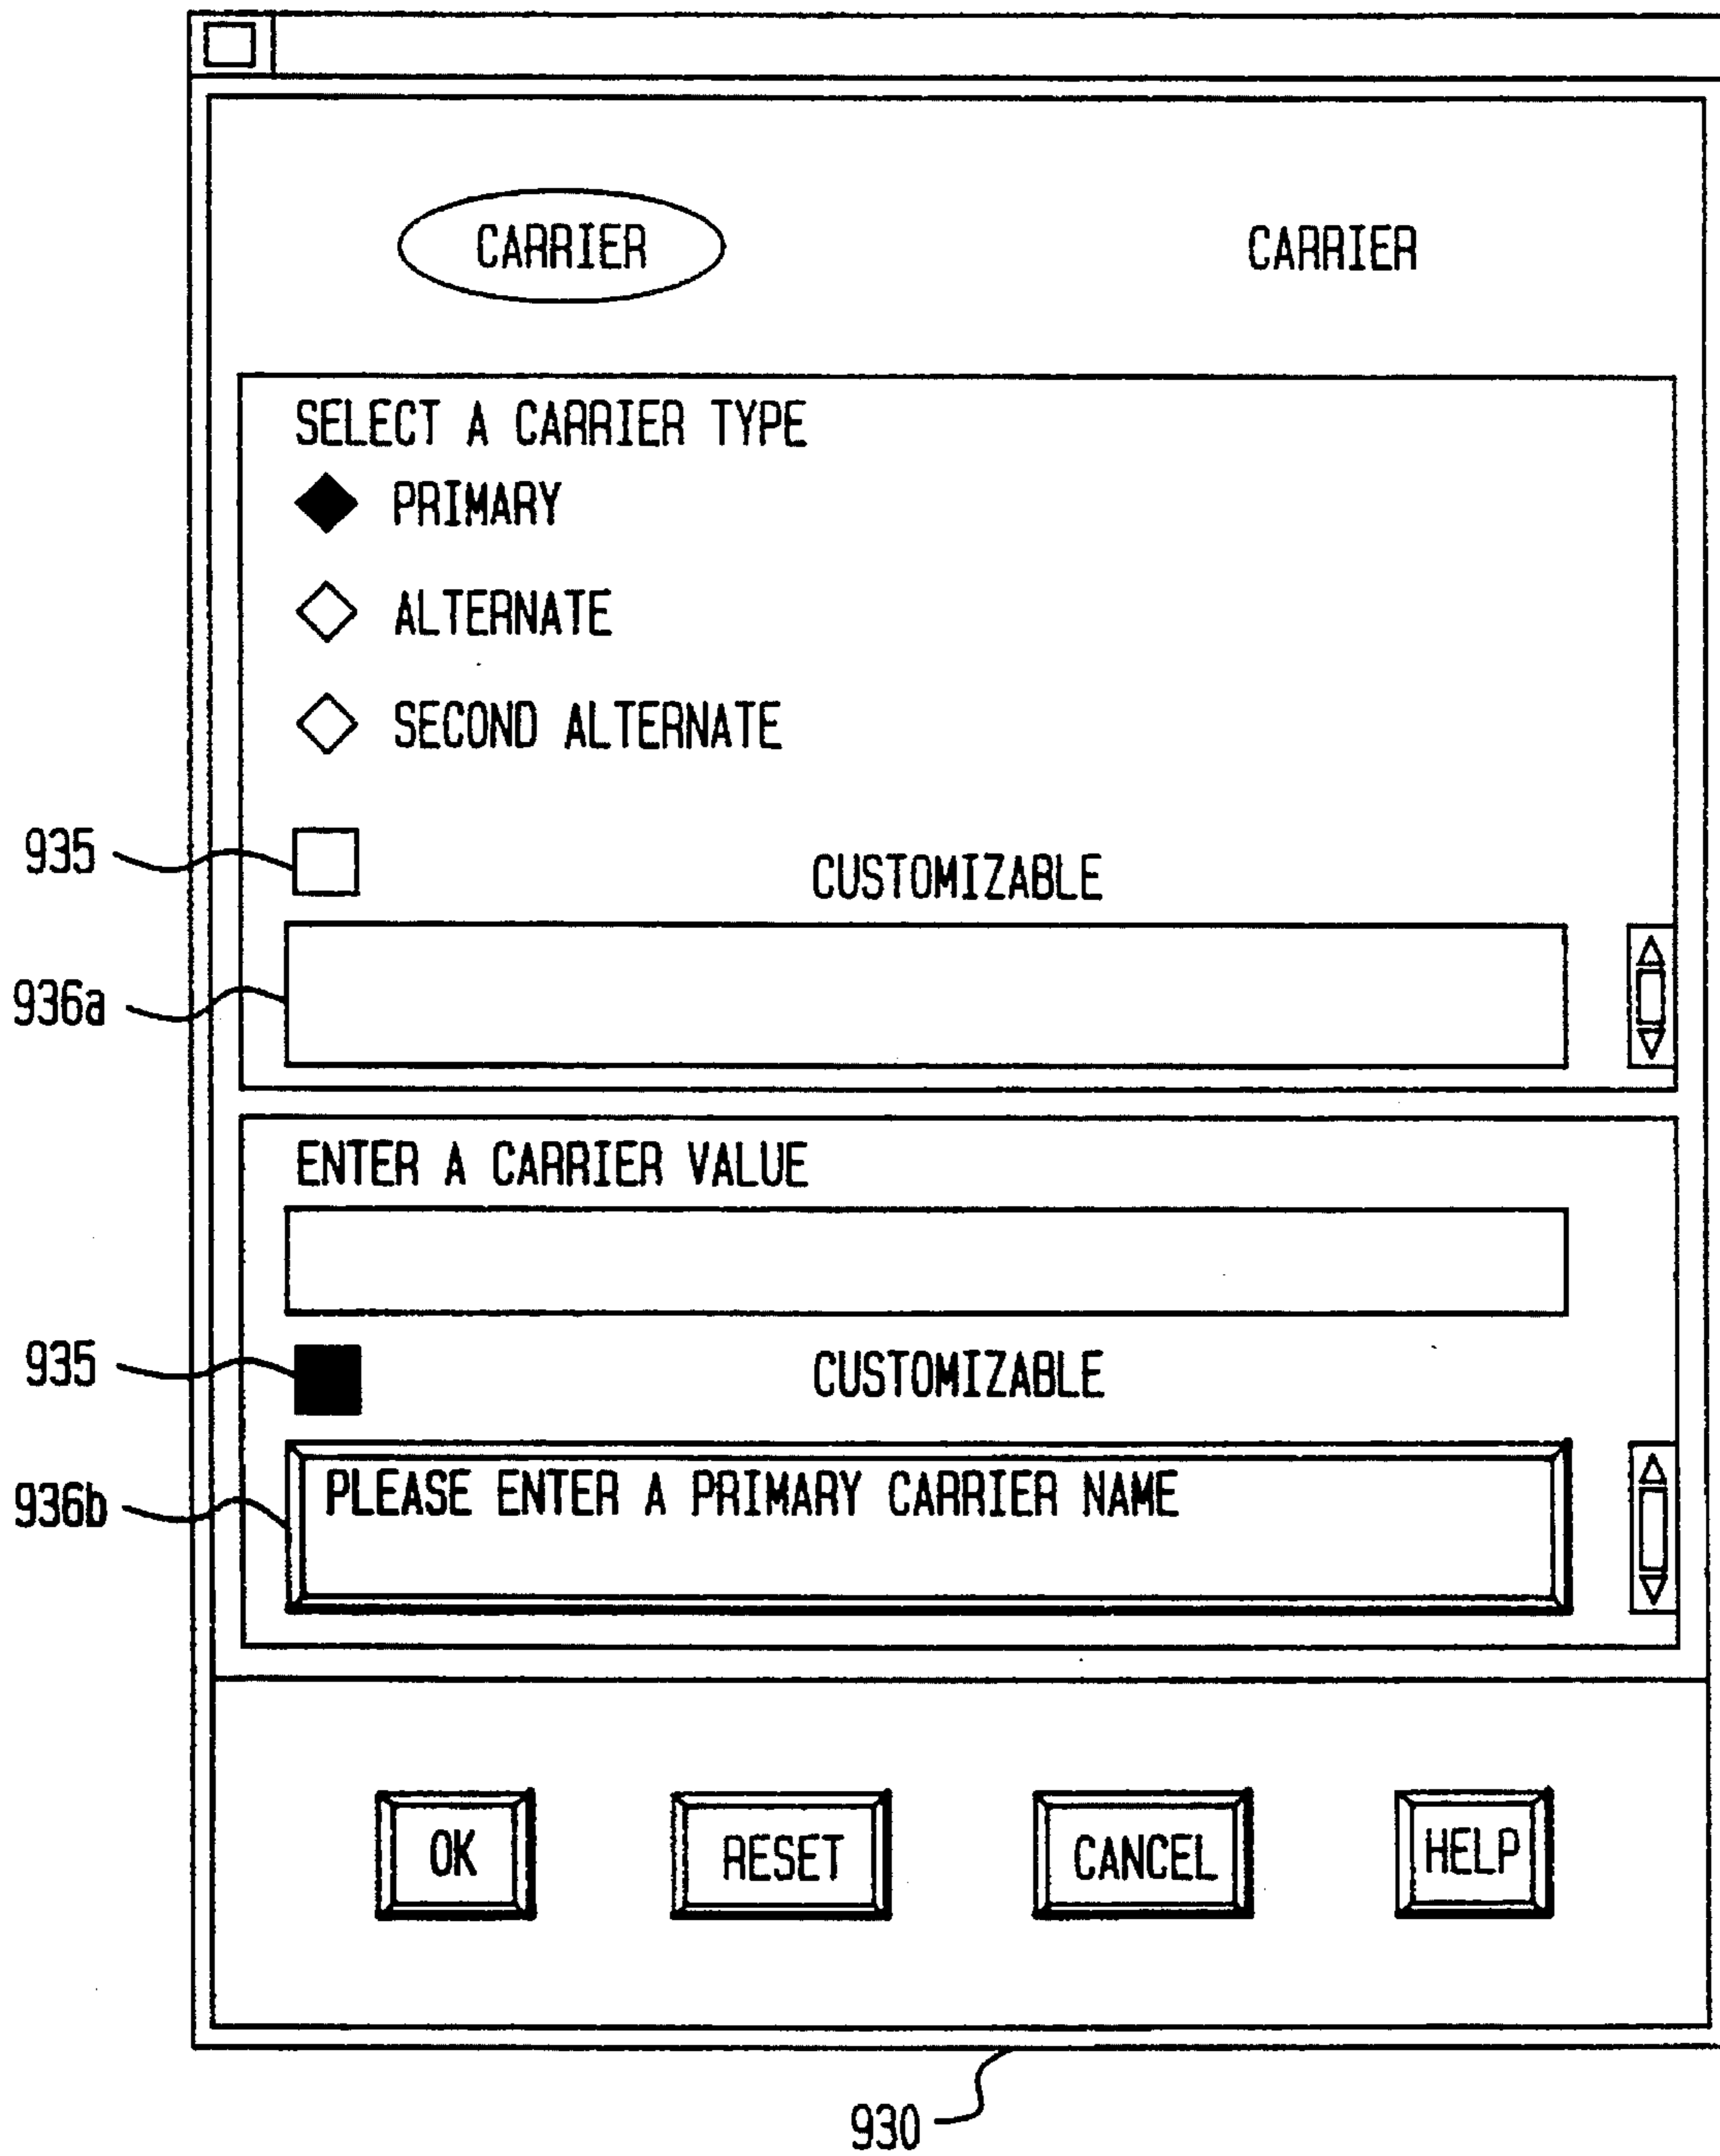 CARRIER CARRIER
SELECT A CARRIER TYPE
PRIMARY
ALTERNATE
SECOND ALTERNATE
935
CUSTOMIZABLE
936a
ENTER A CARRIER VALUE
935
CUSTOMIZABLE
936b
PLEASE ENTER A PRIMARY CARRIER NAME
OK RESET CANCEL HELP
930